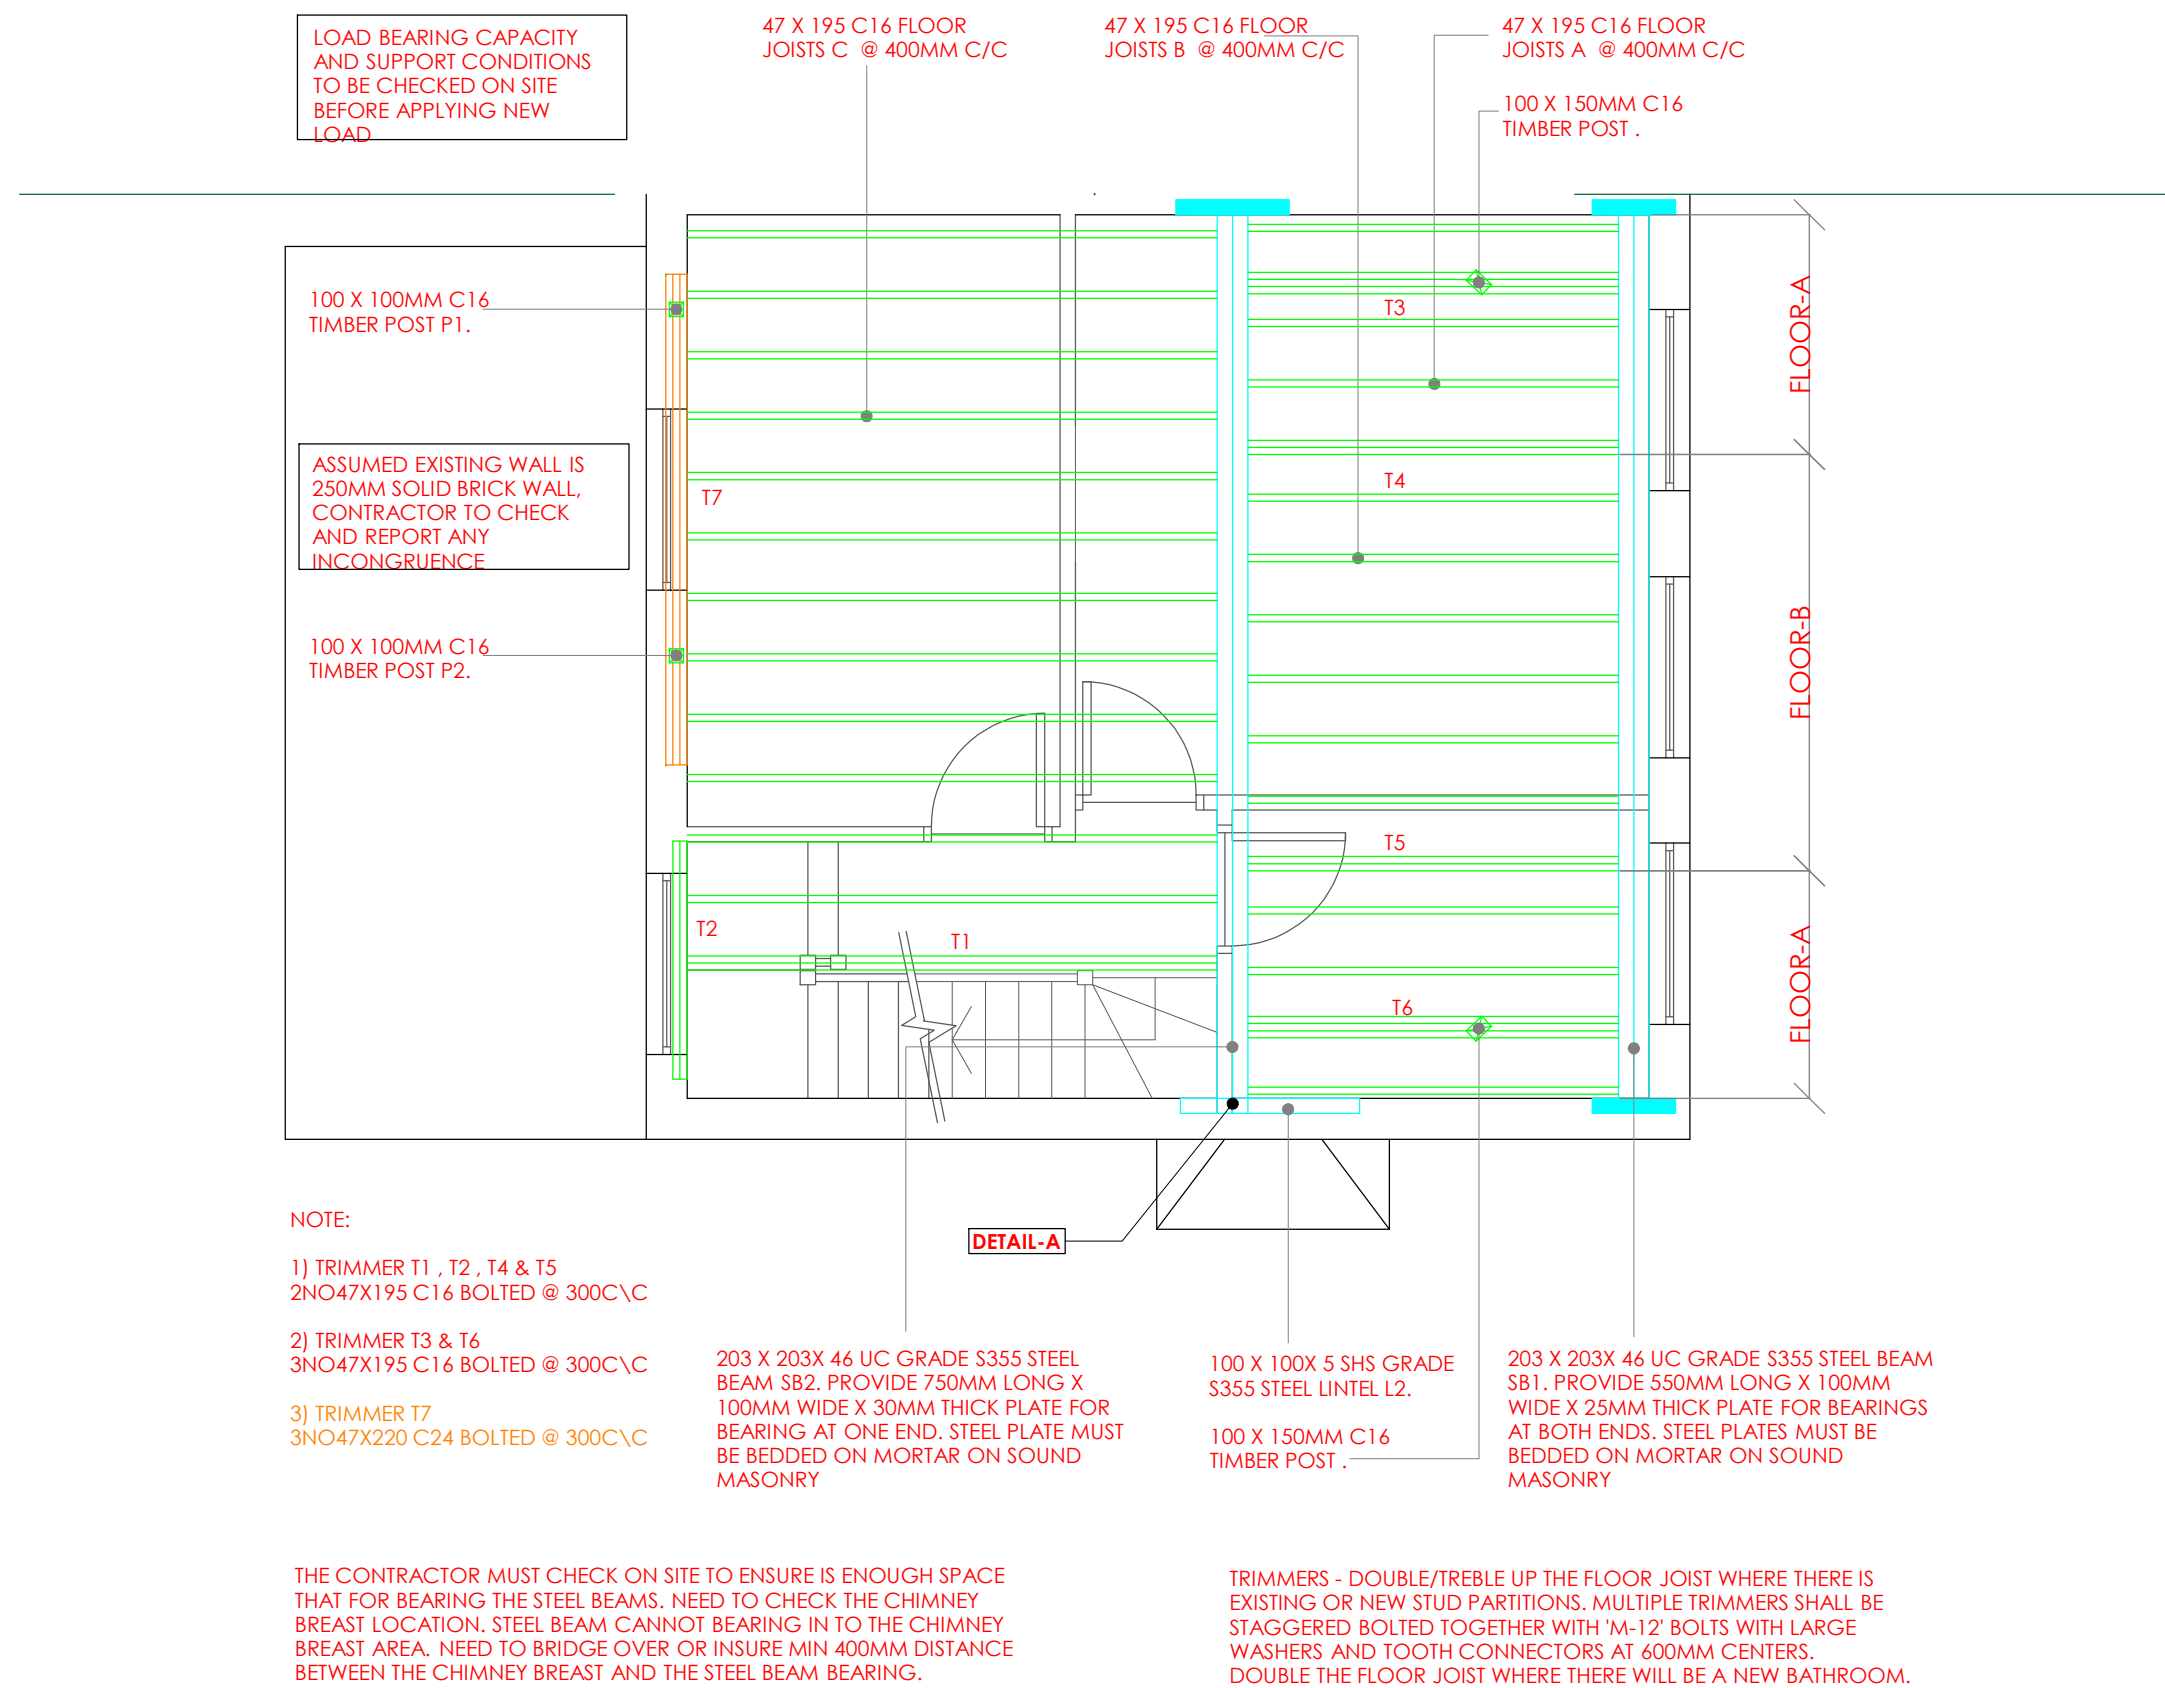 LOAD BEARING CAPACITY
AND SUPPORT CONDITIONS
TO BE CHECKED ON SITE
BEFORE APPLYING NEW
LOAD
47 X 195 C16 FLOOR
JOISTS C @ 400MM C/C
47 X 195 C16 FLOOR
JOISTS B @ 400MM C/C
47 X 195 C16 FLOOR
JOISTS A @ 400MM C/C
100 X 150MM C16
TIMBER POST .
100 X 100MM C16
TIMBER POST P1.
ASSUMED EXISTING WALL IS
250MM SOLID BRICK WALL,
CONTRACTOR TO CHECK
AND REPORT ANY
INCONGRUENCE
100 X 100MM C16
TIMBER POST P2.
T3
T4
T7
T5
T2
T1
T6
FLOOR-A
FLOOR-B
FLOOR-A
DETAIL-A
NOTE:
1) TRIMMER T1 , T2 , T4 & T5
2NO47X195 C16 BOLTED @ 300C\C
2) TRIMMER T3 & T6
3NO47X195 C16 BOLTED @ 300C\C
3) TRIMMER T7
3NO47X220 C24 BOLTED @ 300C\C
203 X 203X 46 UC GRADE S355 STEEL
BEAM SB2. PROVIDE 750MM LONG X
100MM WIDE X 30MM THICK PLATE FOR
BEARING AT ONE END. STEEL PLATE MUST
BE BEDDED ON MORTAR ON SOUND
MASONRY
100 X 100X 5 SHS GRADE
S355 STEEL LINTEL L2.
100 X 150MM C16
TIMBER POST .
203 X 203X 46 UC GRADE S355 STEEL BEAM
SB1. PROVIDE 550MM LONG X 100MM
WIDE X 25MM THICK PLATE FOR BEARINGS
AT BOTH ENDS. STEEL PLATES MUST BE
BEDDED ON MORTAR ON SOUND
MASONRY
THE CONTRACTOR MUST CHECK ON SITE TO ENSURE IS ENOUGH SPACE
THAT FOR BEARING THE STEEL BEAMS. NEED TO CHECK THE CHIMNEY
BREAST LOCATION. STEEL BEAM CANNOT BEARING IN TO THE CHIMNEY
BREAST AREA. NEED TO BRIDGE OVER OR INSURE MIN 400MM DISTANCE
BETWEEN THE CHIMNEY BREAST AND THE STEEL BEAM BEARING.
TRIMMERS - DOUBLE/TREBLE UP THE FLOOR JOIST WHERE THERE IS
EXISTING OR NEW STUD PARTITIONS. MULTIPLE TRIMMERS SHALL BE
STAGGERED BOLTED TOGETHER WITH 'M-12' BOLTS WITH LARGE
WASHERS AND TOOTH CONNECTORS AT 600MM CENTERS.
DOUBLE THE FLOOR JOIST WHERE THERE WILL BE A NEW BATHROOM.